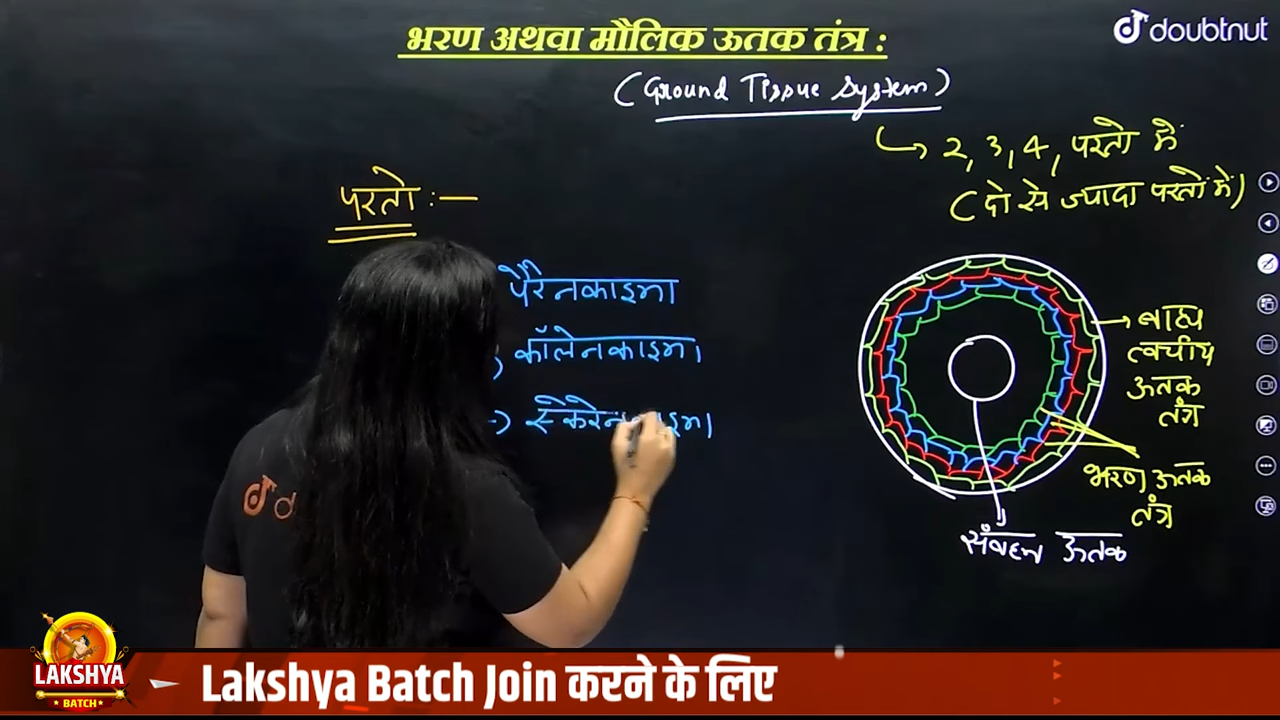 भरण अथवा मौलिक ऊतक तंत्र :
doubtnut
(Ground Tissue System)
2, 3, 4, परतो में
(दो से ज्यादा परतों में)
परतो :—
पैरेनकाइमा
कॉलेनकाइमा
बाह्य
त्वचीय
ऊतक
तंत्र
भरण ऊतक
तंत्र
संवहन ऊतक
LAKSHYA
BATCH
Lakshya Batch Join करने के लिए